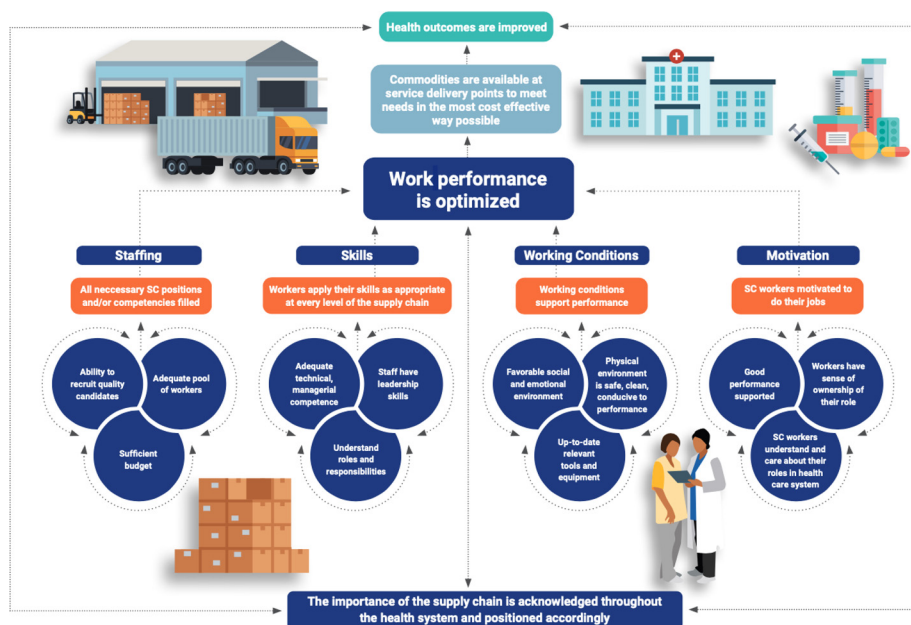 Health outcomes are improved
Commodities are available at
service delivery points to meet
needs in the most cost effective
way possible
Work performance
is optimized
Staffing
Skills
Working Conditions
Motivation
All neccessary SC positions
and/or competencies filled
Workers apply their skills as appropriate
at every level of the supply chain
Working conditions
support performance
SC workers motivated to
do their jobs
Ability to
recruit quality
candidates
Adequate pool
of workers
Sufficient
budget
Adequate
technical,
managerial
competence
Staff have
leadership
skills
Understand
roles and
responsibilities
Favorable social
and emotional
environment
Physical
environment
is safe, clean,
conducive to
performance
Up-to-date
relevant
tools and
equipment
Good
performance
supported
Workers have
sense of
ownership of
their role
SC workers
understand and
care about their
roles in health
care system
The importance of the supply chain is acknowledged throughout
the health system and positioned accordingly